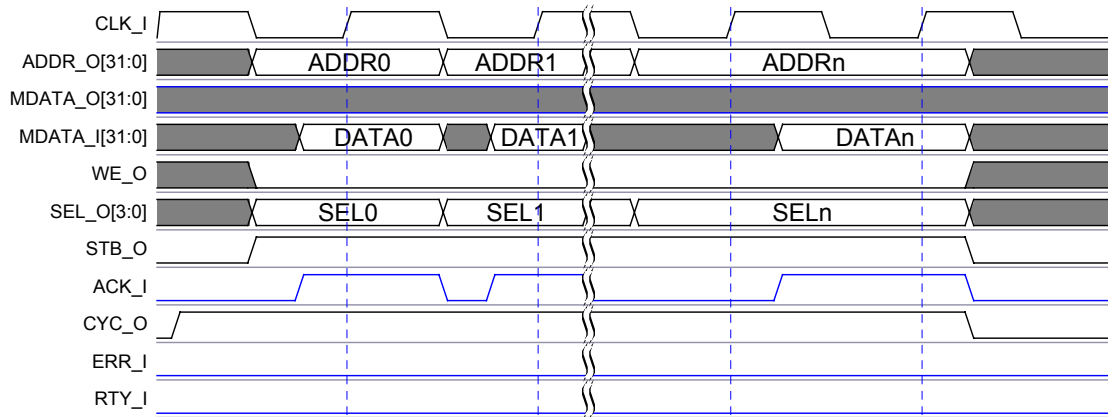 CLK_I
ADDR_O[31:0] ADDR0 ADDR1 ADDRn
MDATA_O[31:0]
MDATA_I[31:0] DATA0 DATA1 DATAn
WE_O
SEL_O[3:0] SEL0 SEL1 SELn
STB_O
ACK_I
CYC_O
ERR_I
RTY_I